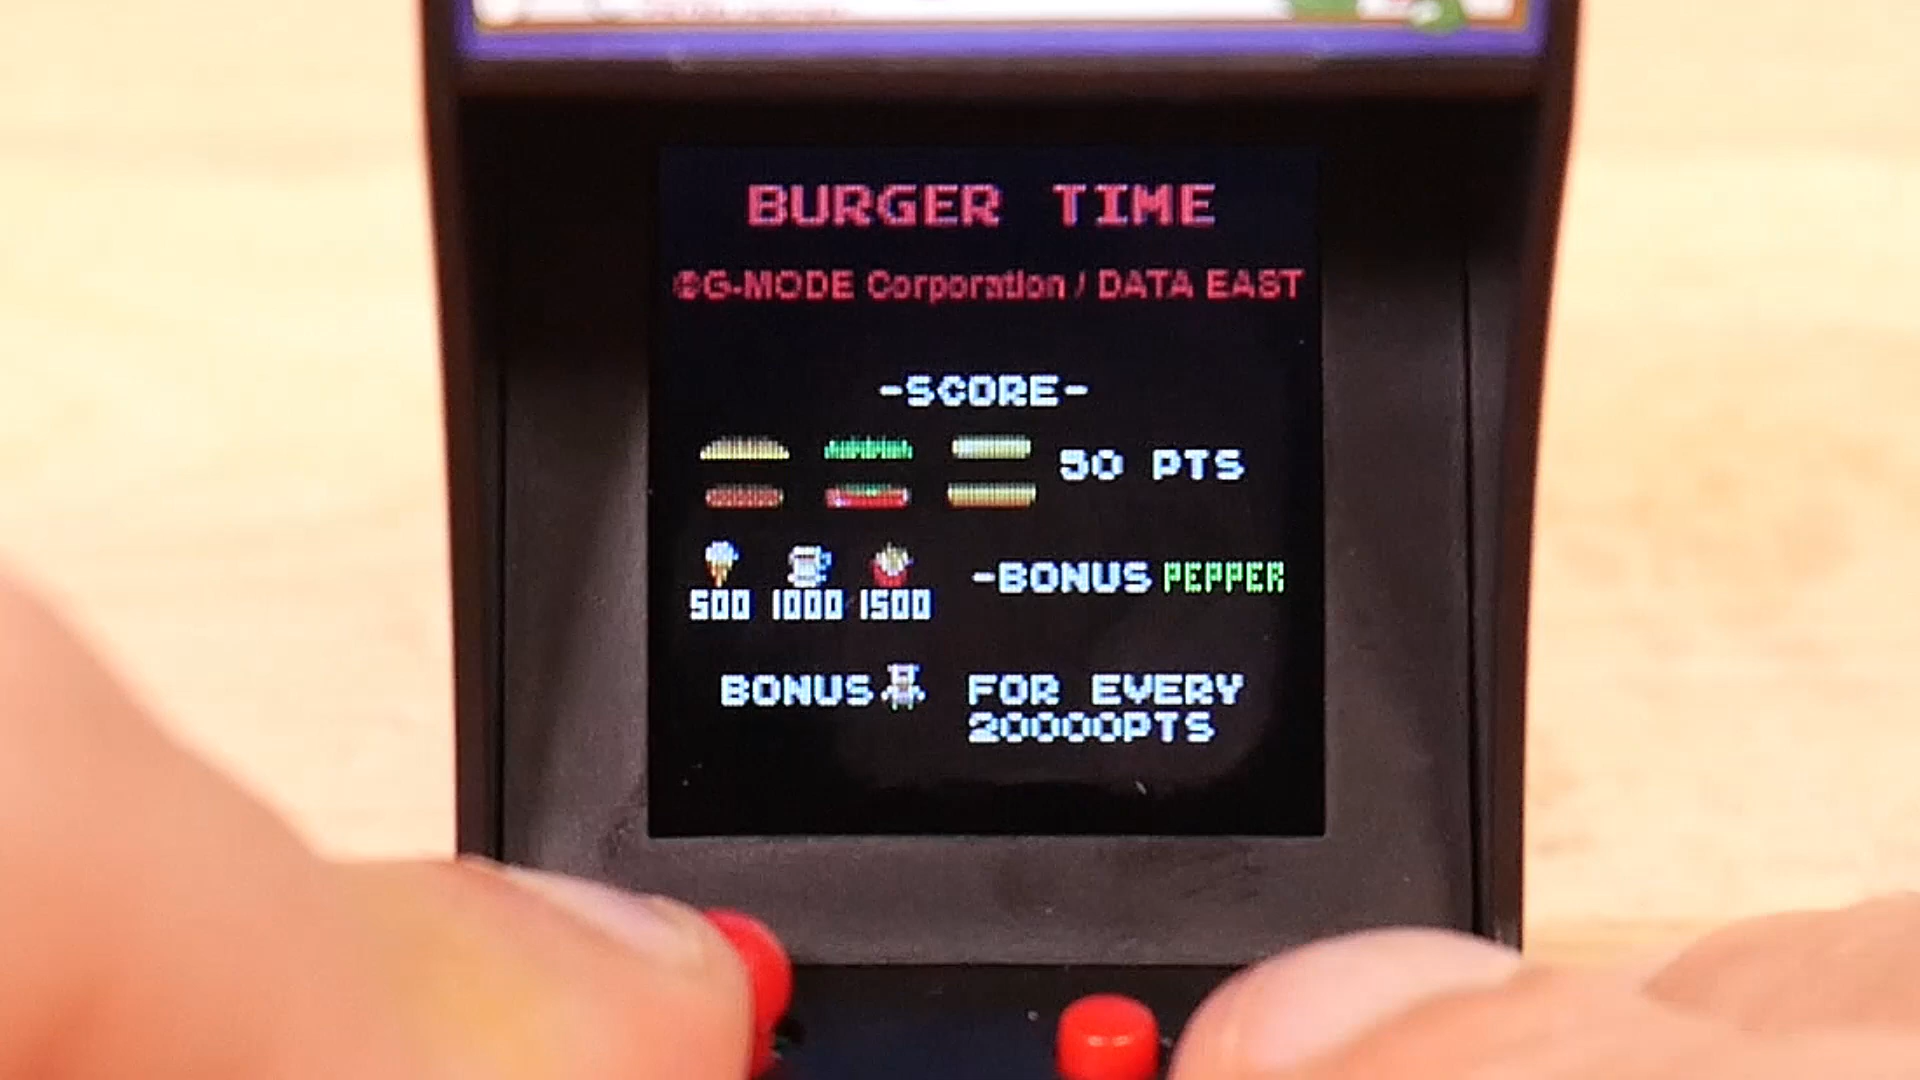 BURGER TIME
©G-MODE Corporation / DATA EAST
-SCORE-
50 PTS
500 1000 1500
-BONUS PEPPER
BONUS FOR EVERY
20000PTS